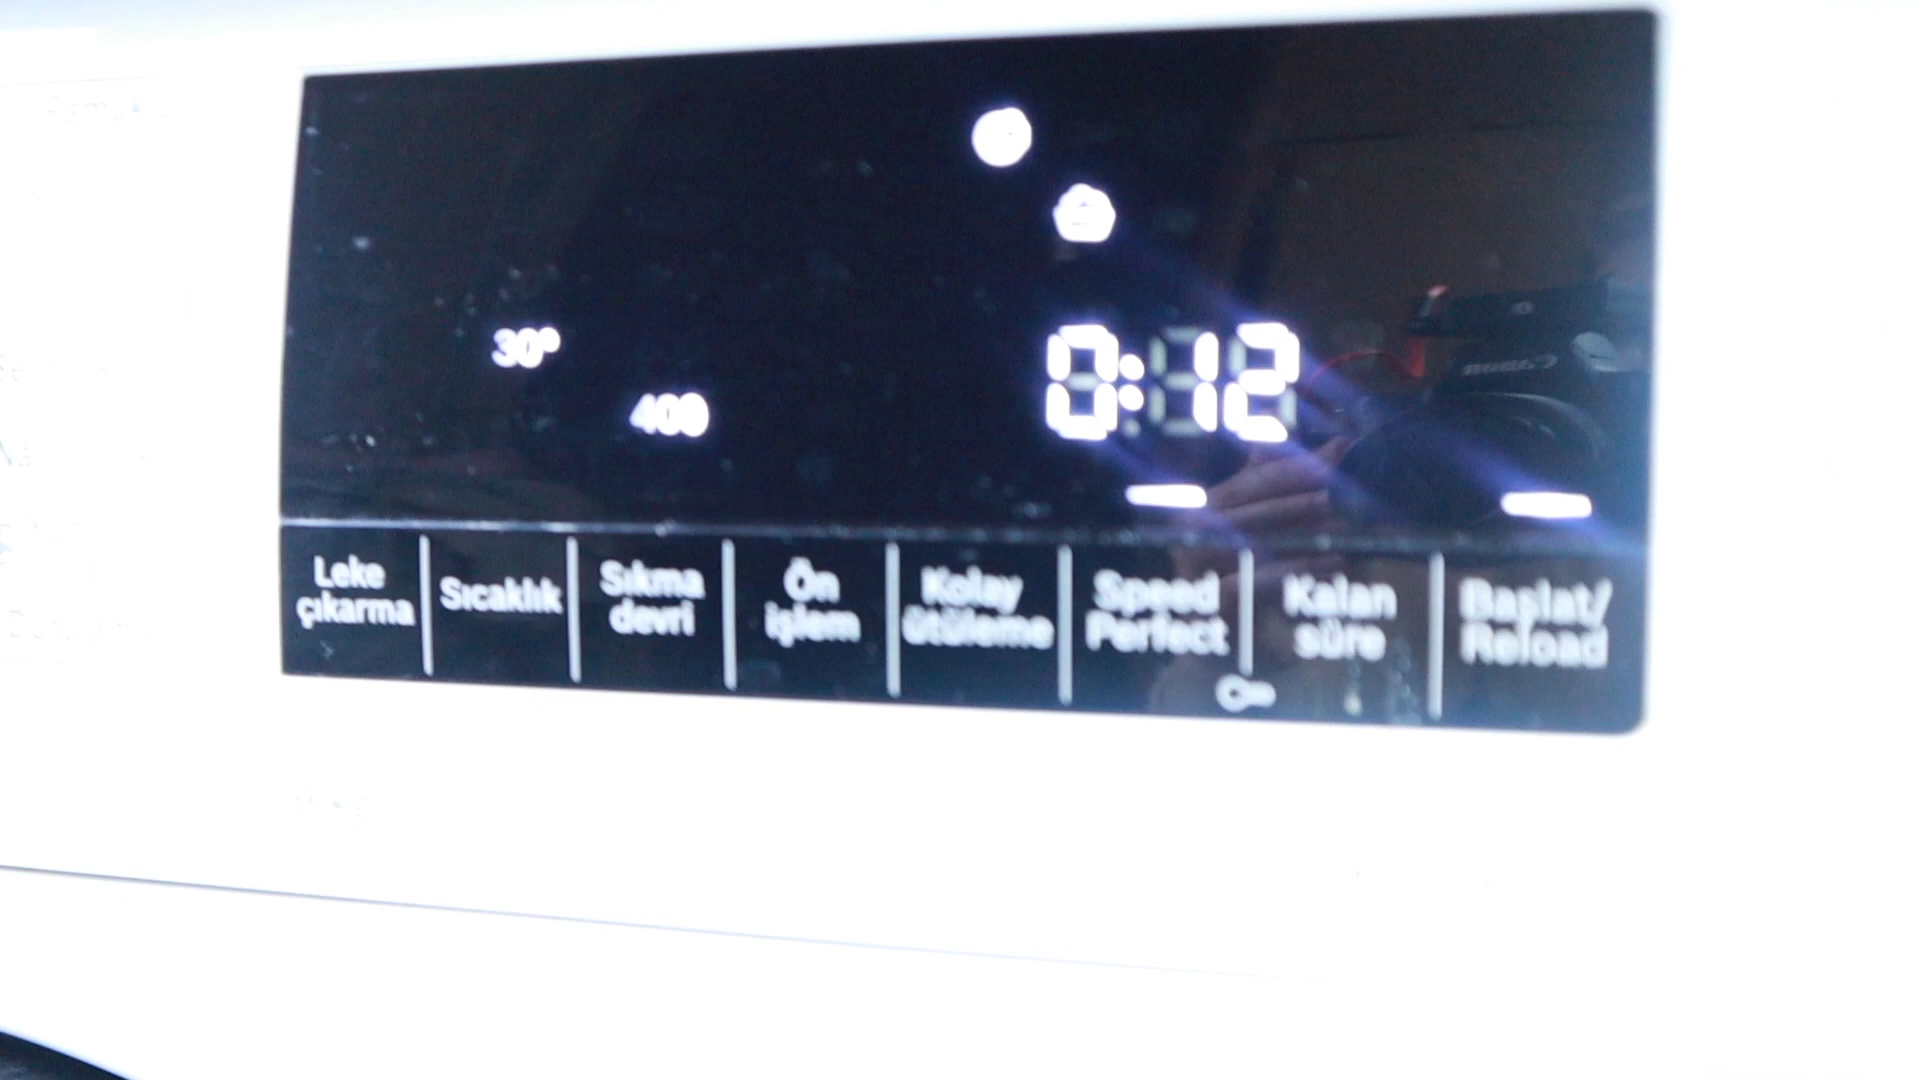 30°
400
0:12
Leke
çıkarma
Sıcaklık
Sıkma
devri
Ön
işlem
Kolay
ütüleme
Speed
Perfect
Kalan
süre
Başlat/
Reload